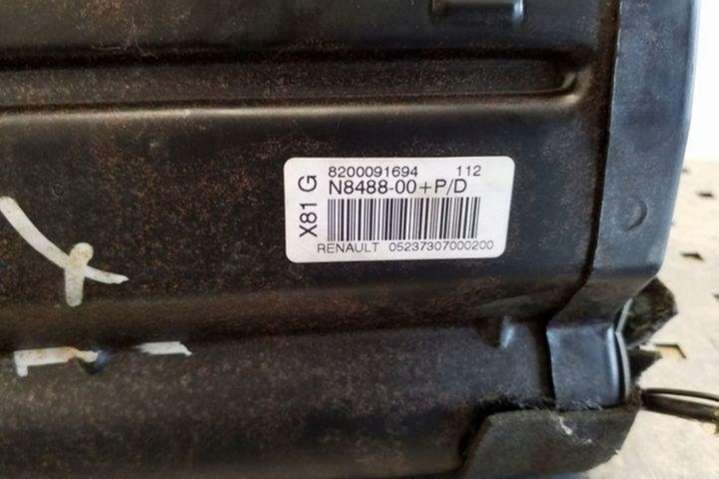 X81 G
8200091694 112
N8488-00+P/D
RENAULT 05237307000200